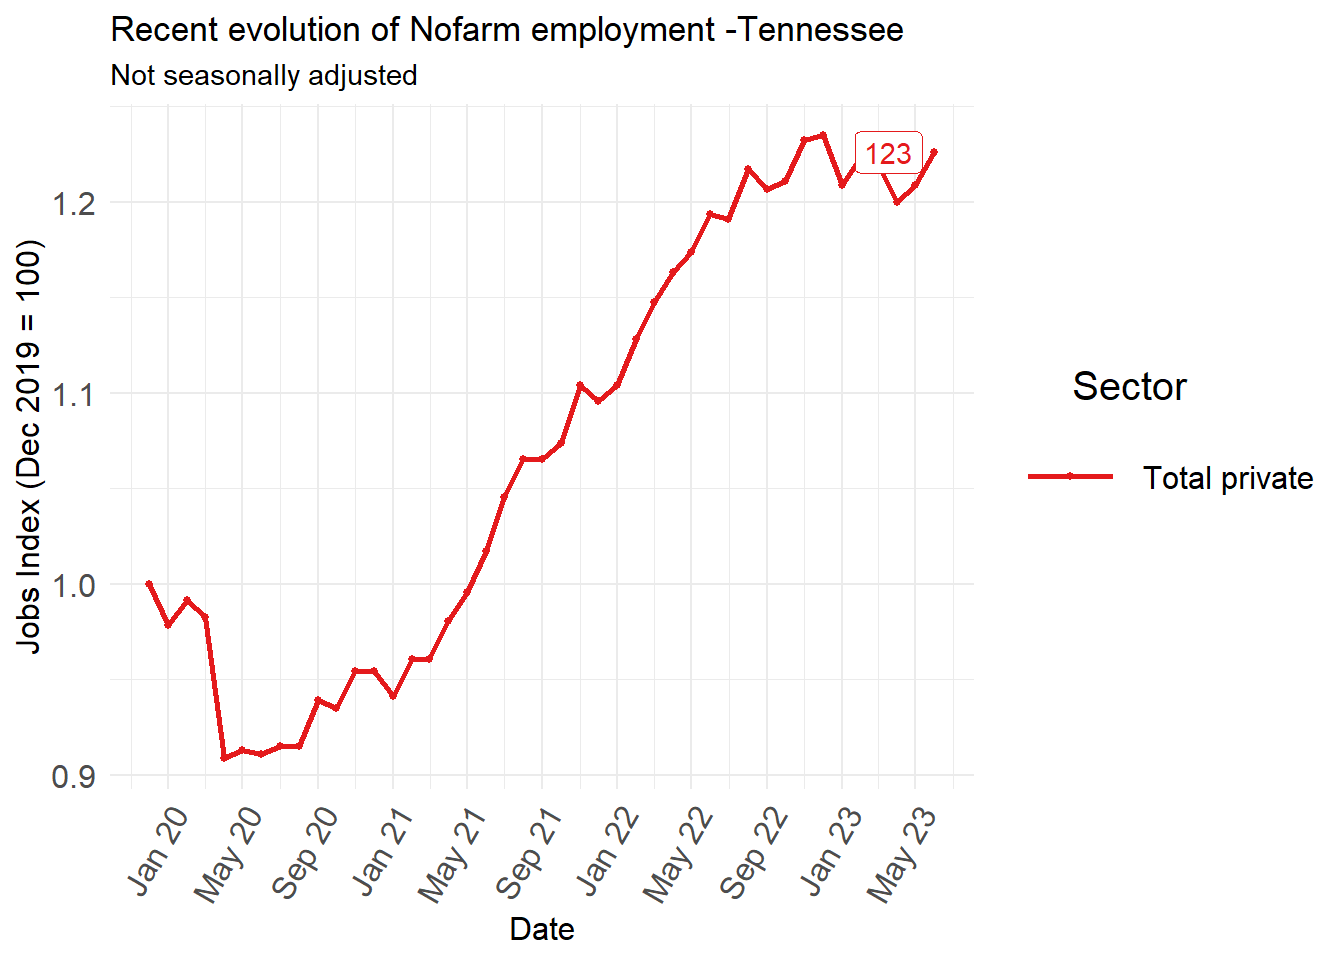 Recent evolution of Nofarm employment -Tennessee
Not seasonally adjusted
Jobs Index (Dec 2019 = 100)
1.2
1.1
1.0
0.9
123
Jan 20
May 20
Sep 20
Jan 21
May 21
Sep 21
Jan 22
May 22
Sep 22
Jan 23
May 23
Date
Sector
Total private